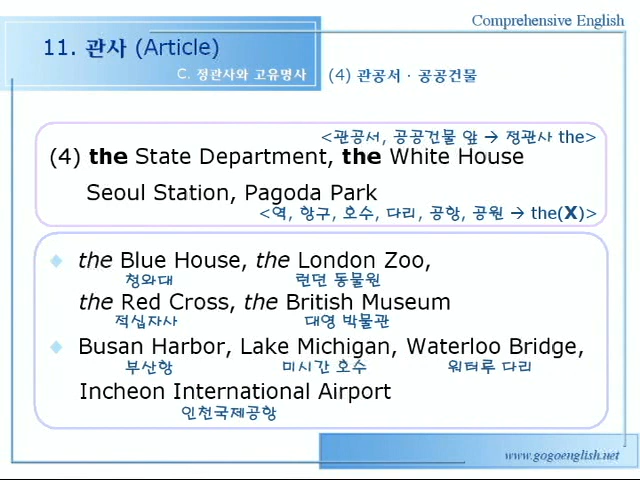 Comprehensive English
11. 관사 (Article)
C. 정관사와 고유명사
(4) 관공서 · 공공건물
<관공서, 공공건물 앞 → 정관사 the>
(4) the State Department, the White House
Seoul Station, Pagoda Park
<역, 항구, 호수, 다리, 공항, 공원 → the(X)>
◆ the Blue House, the London Zoo,
청와대 런던 동물원
the Red Cross, the British Museum
적십자사 대영 박물관
◆ Busan Harbor, Lake Michigan, Waterloo Bridge,
부산항 미시간 호수 워터루 다리
Incheon International Airport
인천국제공항
www.gogoenglish.net